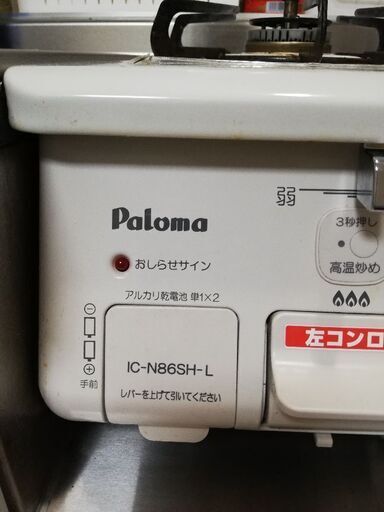 Paloma
弱
3秒押し
高温炒め
おしらせサイン
アルカリ乾電池 単1×2
⊖
⊕
手前
IC-N86SH-L
レバーを上げて引いてください
左コンロ